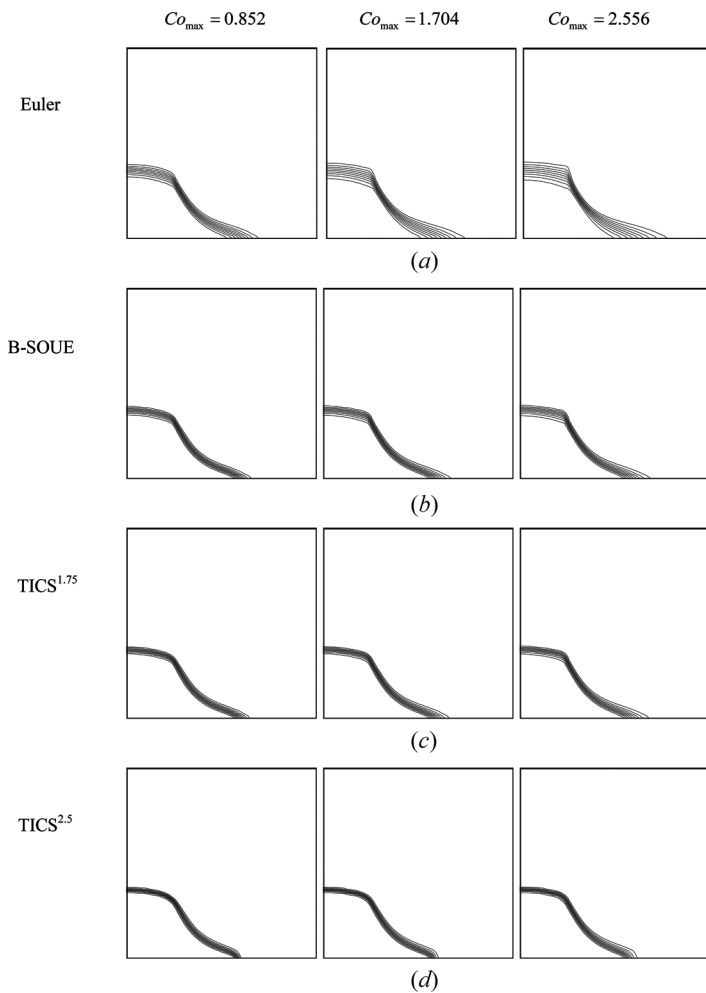 Co_max = 0.852
Co_max = 1.704
Co_max = 2.556
Euler
(a)
B-SOUE
(b)
TICS^1.75
(c)
TICS^2.5
(d)